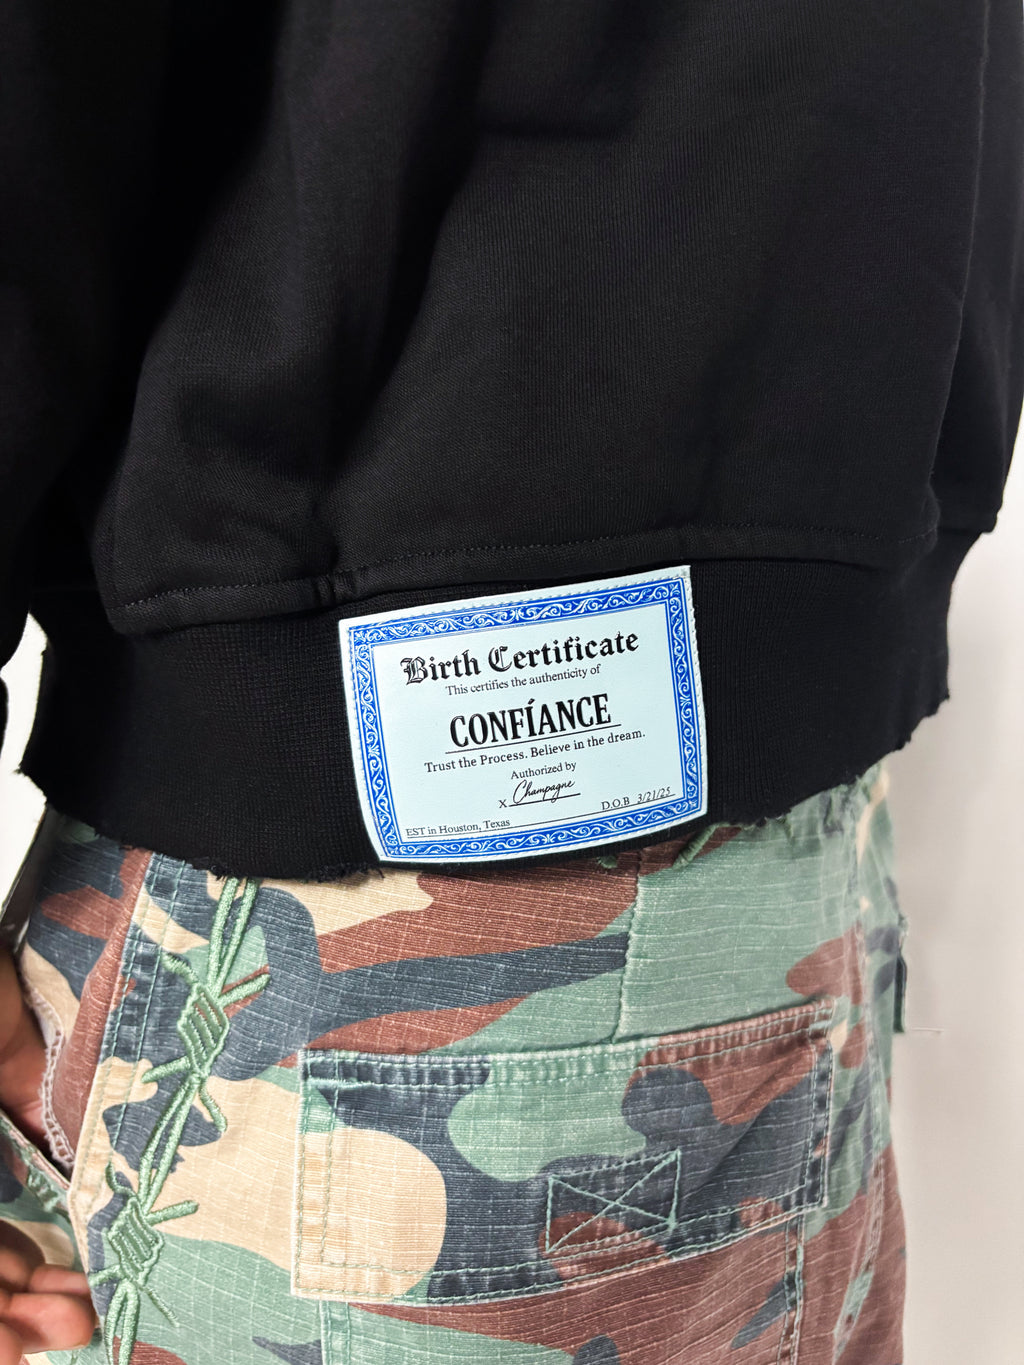 Birth Certificate
This certifies the authenticity of
CONFÍANCE
Trust the Process. Believe in the dream.
Authorized by
x Champagne
EST in Houston, Texas D.O.B 3/21/25